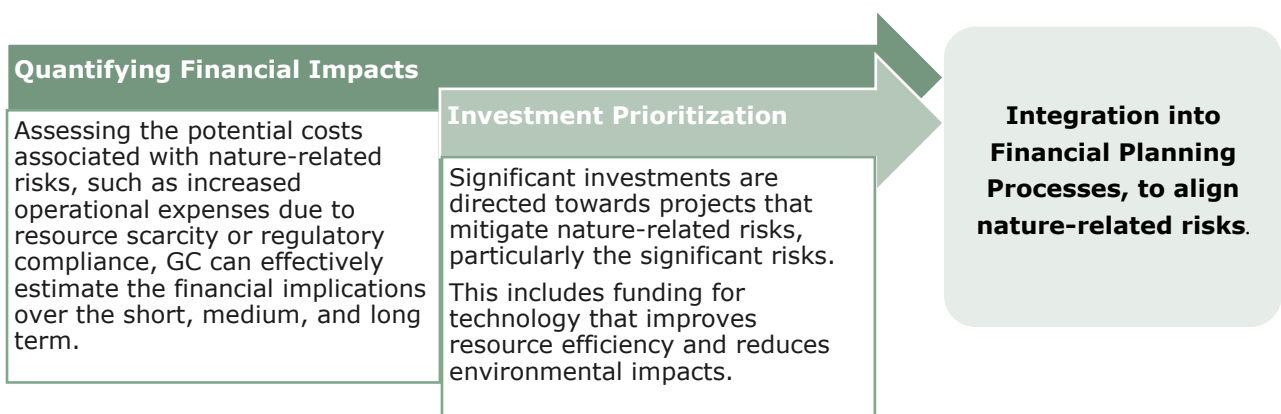 Quantifying Financial Impacts
Assessing the potential costs
associated with nature-related
risks, such as increased
operational expenses due to
resource scarcity or regulatory
compliance, GC can effectively
estimate the financial implications
over the short, medium, and long
term.
Investment Prioritization
Significant investments are
directed towards projects that
mitigate nature-related risks,
particularly the significant risks.
This includes funding for
technology that improves
resource efficiency and reduces
environmental impacts.
Integration into
Financial Planning
Processes, to align
nature-related risks.